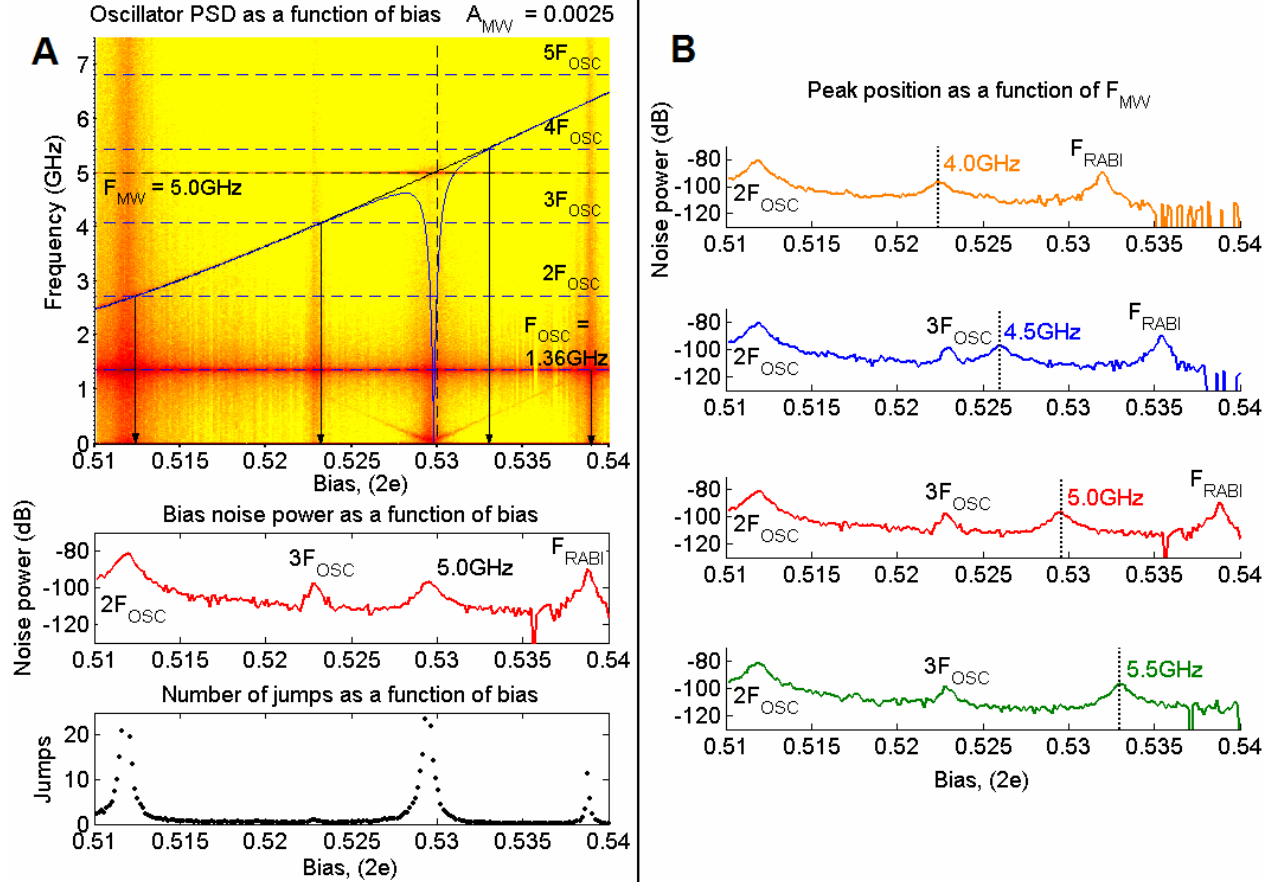 Oscillator PSD as a function of bias A_MW = 0.0025
A
Frequency (GHz)
7
6
5
4
3
2
1
0
5F_OSC
4F_OSC
F_MW = 5.0GHz
3F_OSC
2F_OSC
F_OSC =
1.36GHz
0.51 0.515 0.52 0.525 0.53 0.535 0.54
Bias, (2e)
Bias noise power as a function of bias
Noise power (dB)
-80
-100
-120
2F_OSC
3F_OSC
5.0GHz
F_RABI
0.51 0.515 0.52 0.525 0.53 0.535 0.54
Number of jumps as a function of bias
Jumps
20
10
0
0.51 0.515 0.52 0.525 0.53 0.535 0.54
Bias, (2e)
B
Peak position as a function of F_MW
Noise power (dB)
-80
-100
-120
2F_OSC
4.0GHz
F_RABI
0.51 0.515 0.52 0.525 0.53 0.535 0.54
-80
-100
-120
2F_OSC
3F_OSC
4.5GHz
F_RABI
0.51 0.515 0.52 0.525 0.53 0.535 0.54
-80
-100
-120
2F_OSC
3F_OSC
5.0GHz
F_RABI
0.51 0.515 0.52 0.525 0.53 0.535 0.54
-80
-100
-120
2F_OSC
3F_OSC
5.5GHz
0.51 0.515 0.52 0.525 0.53 0.535 0.54
Bias, (2e)